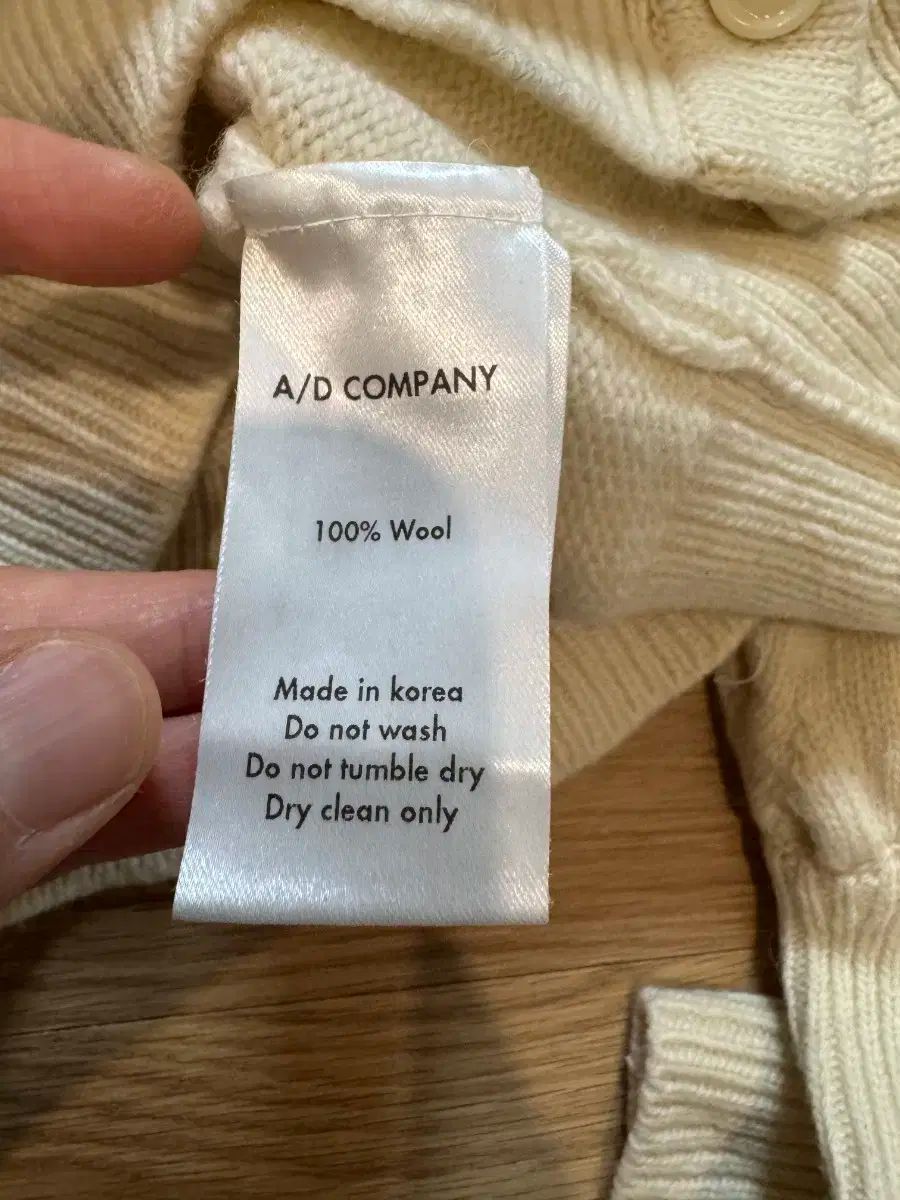 A/D COMPANY
100% Wool
Made in korea
Do not wash
Do not tumble dry
Dry clean only